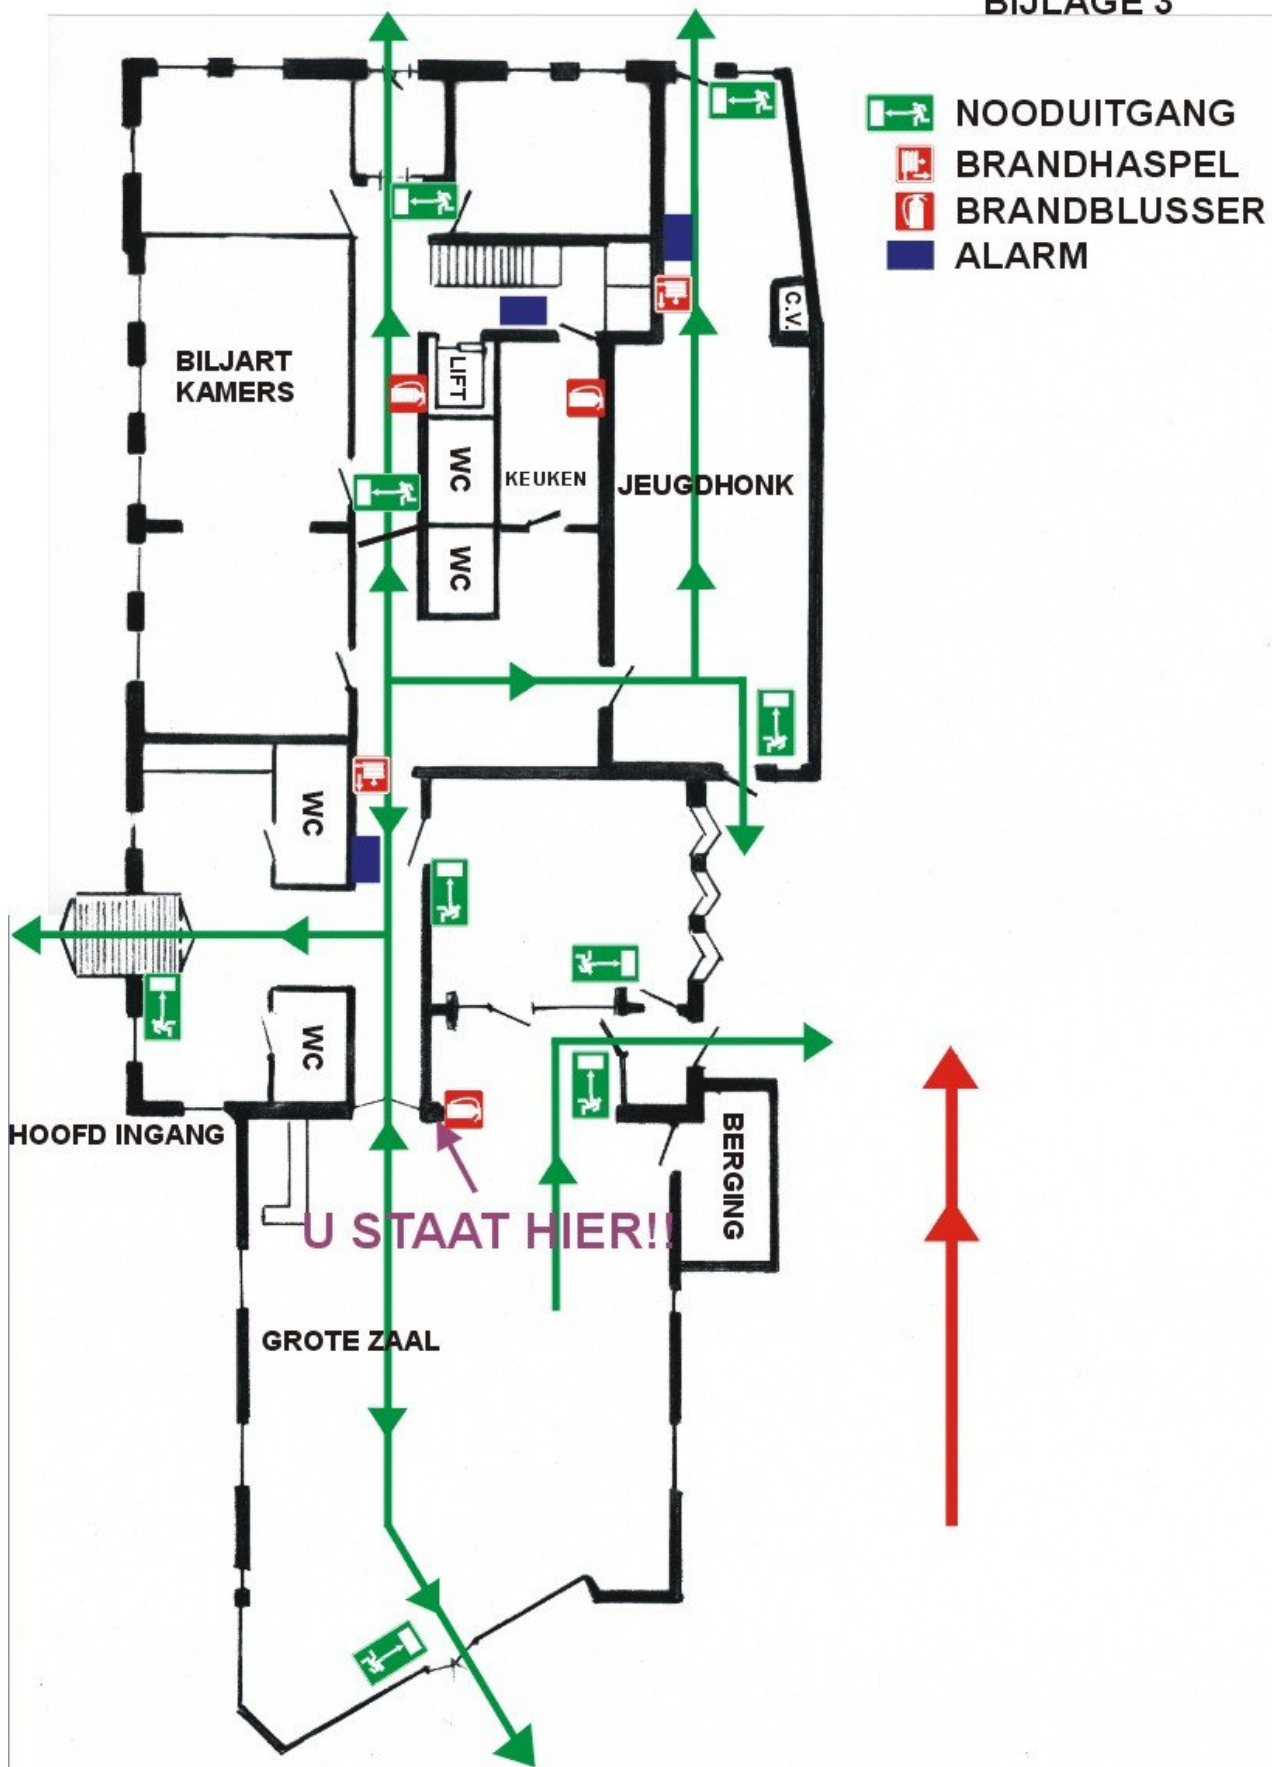 BIJLAGE 3
NOODUITGANG
BRANDHASPEL
BRANDBLUSSER
ALARM
C.V.
BILJART
KAMERS
LIFT
WC
KEUKEN
JEUGDHONK
WC
WC
WC
HOOFD INGANG
BERGING
U STAAT HIER!!
GROTE ZAAL